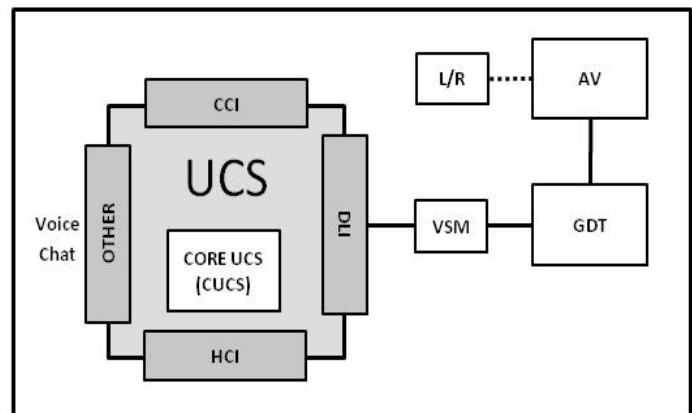 CCI
UCS
CORE UCS
(CUCS)
OTHER
Voice
Chat
DLI
HCI
VSM
GDT
L/R
AV